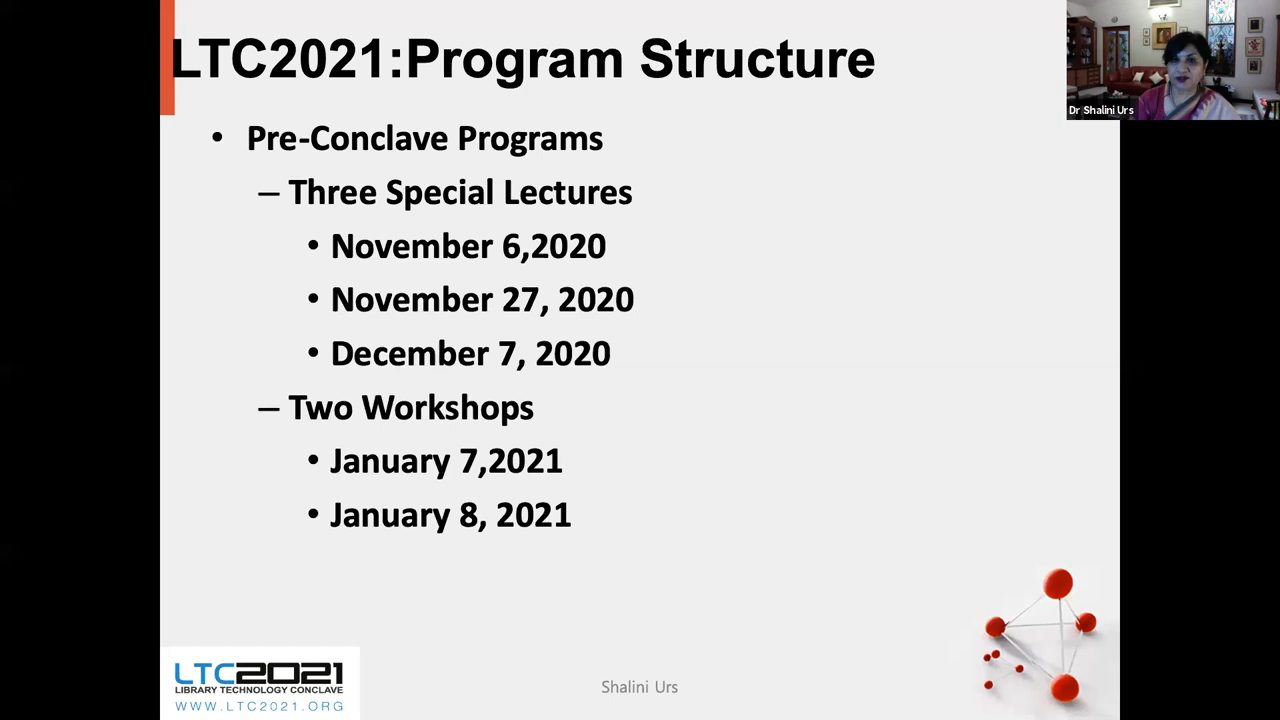 LTC2021:Program Structure
Dr Shalini Urs
• Pre-Conclave Programs
– Three Special Lectures
• November 6,2020
• November 27, 2020
• December 7, 2020
– Two Workshops
• January 7,2021
• January 8, 2021
LTC2021
LIBRARY TECHNOLOGY CONCLAVE
WWW.LTC2021.ORG
Shalini Urs